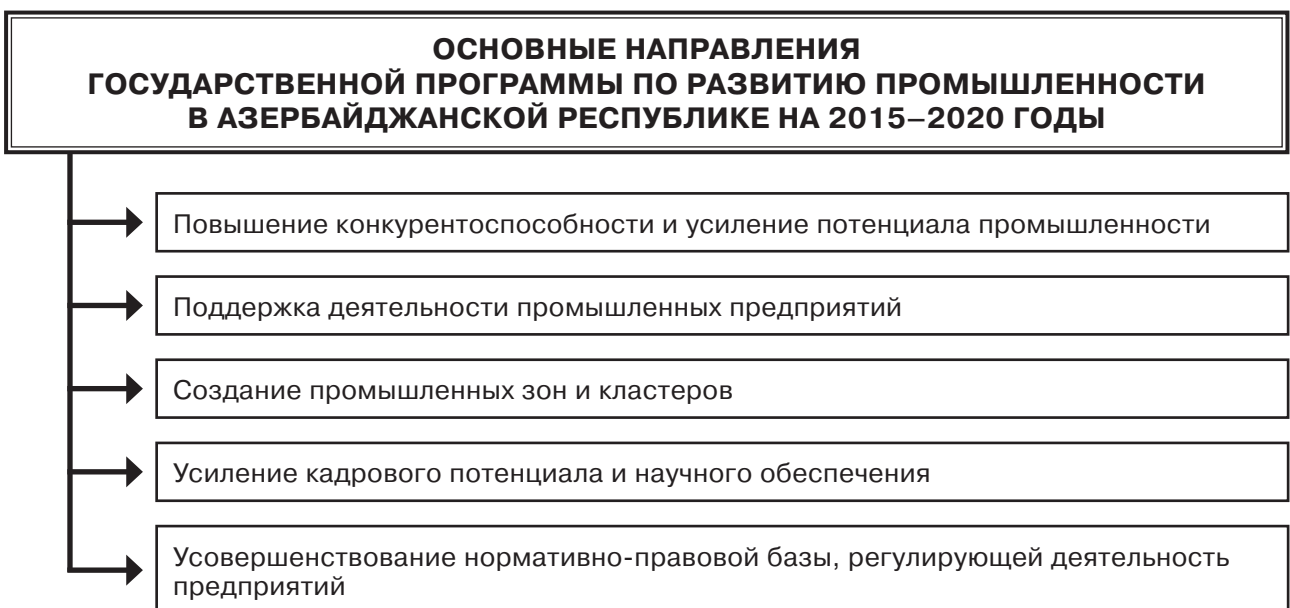 ОСНОВНЫЕ НАПРАВЛЕНИЯ
ГОСУДАРСТВЕННОЙ ПРОГРАММЫ ПО РАЗВИТИЮ ПРОМЫШЛЕННОСТИ
В АЗЕРБАЙДЖАНСКОЙ РЕСПУБЛИКЕ НА 2015–2020 ГОДЫ
Повышение конкурентоспособности и усиление потенциала промышленности
Поддержка деятельности промышленных предприятий
Создание промышленных зон и кластеров
Усиление кадрового потенциала и научного обеспечения
Усовершенствование нормативно-правовой базы, регулирующей деятельность
предприятий